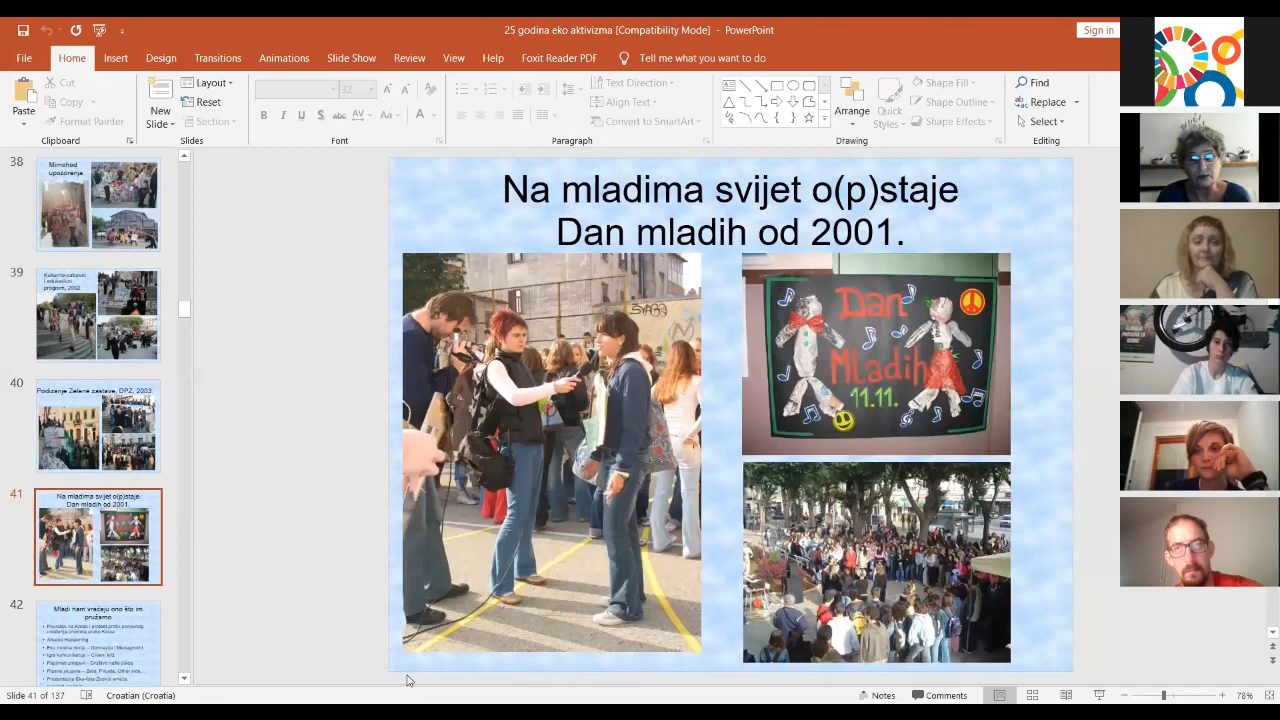 25 godina eko aktivizma [Compatibility Mode] - PowerPoint
Sign in
File Home Insert Design Transitions Animations Slide Show Review View Help Foxit Reader PDF Tell me what you want to do
Paste
Cut
Copy
Format Painter
Clipboard
New
Slide
Layout
Reset
Section
Slides
32
B I U S abc AV Aa A
Font
Text Direction
Align Text
Convert to SmartArt
Paragraph
Arrange
Quick
Styles
Shape Fill
Shape Outline
Shape Effects
Drawing
Find
Replace
Select
Editing
38
Mimohod
upozorenja
39
Kulturno-zabavni
i edukativni
program, 2002
40
Podizanje Zelene zastave, DPZ, 2003.
41
Na mladima svijet o(p)staje
Dan mladih od 2001.
42
Mladi nam vraćaju ono što im
pružamo
Na mladima svijet o(p)staje
Dan mladih od 2001.
Dan
Mladih
11.11.
Slide 41 of 137
Croatian (Croatia)
Notes
Comments
78%